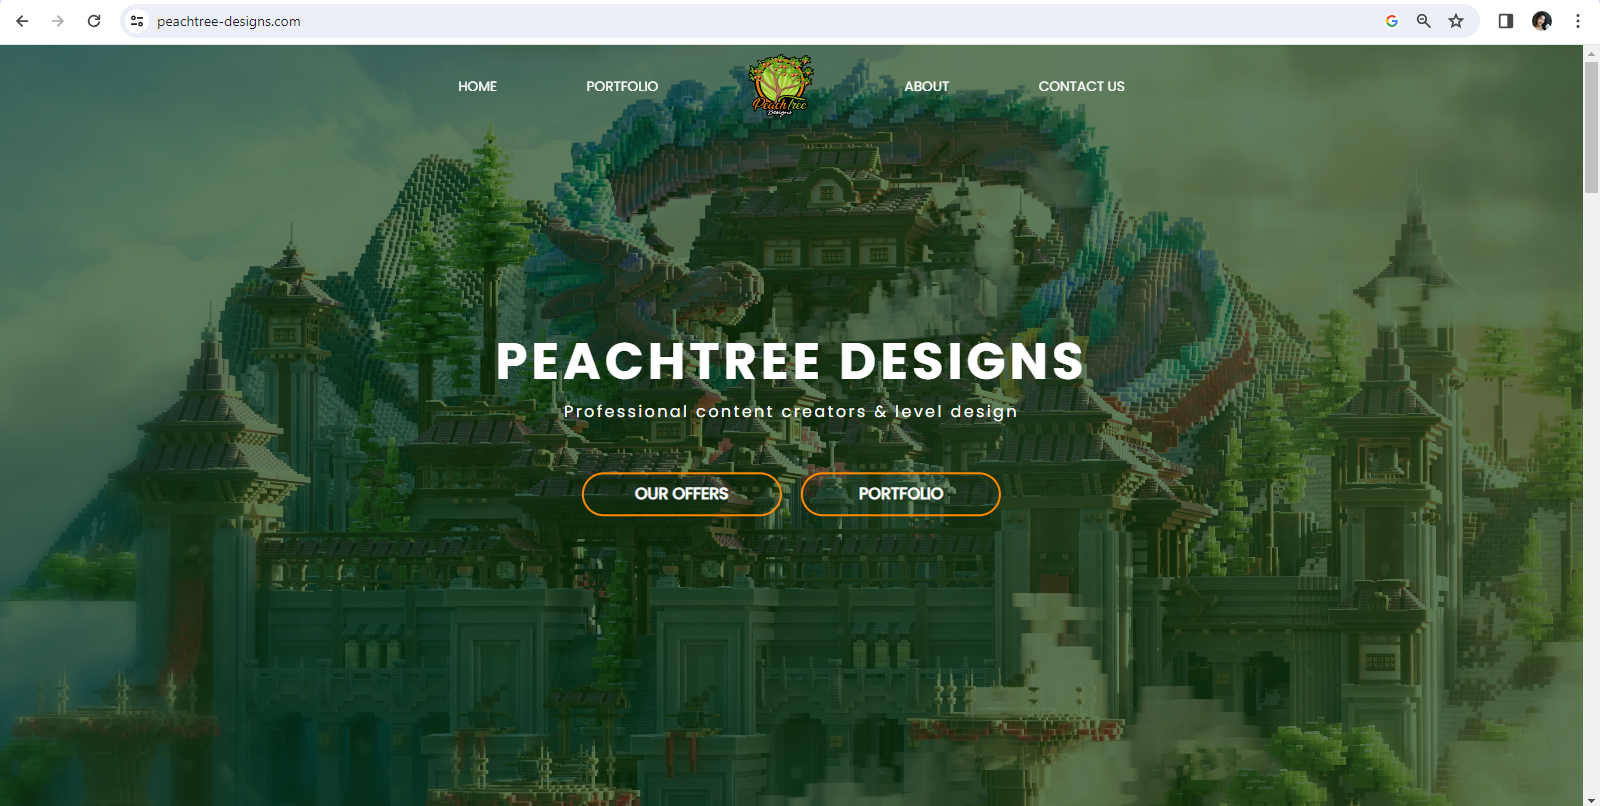 peachtree-designs.com
HOME
PORTFOLIO
PeachTree
Designs
ABOUT
CONTACT US
PEACHTREE DESIGNS
Professional content creators & level design
OUR OFFERS
PORTFOLIO